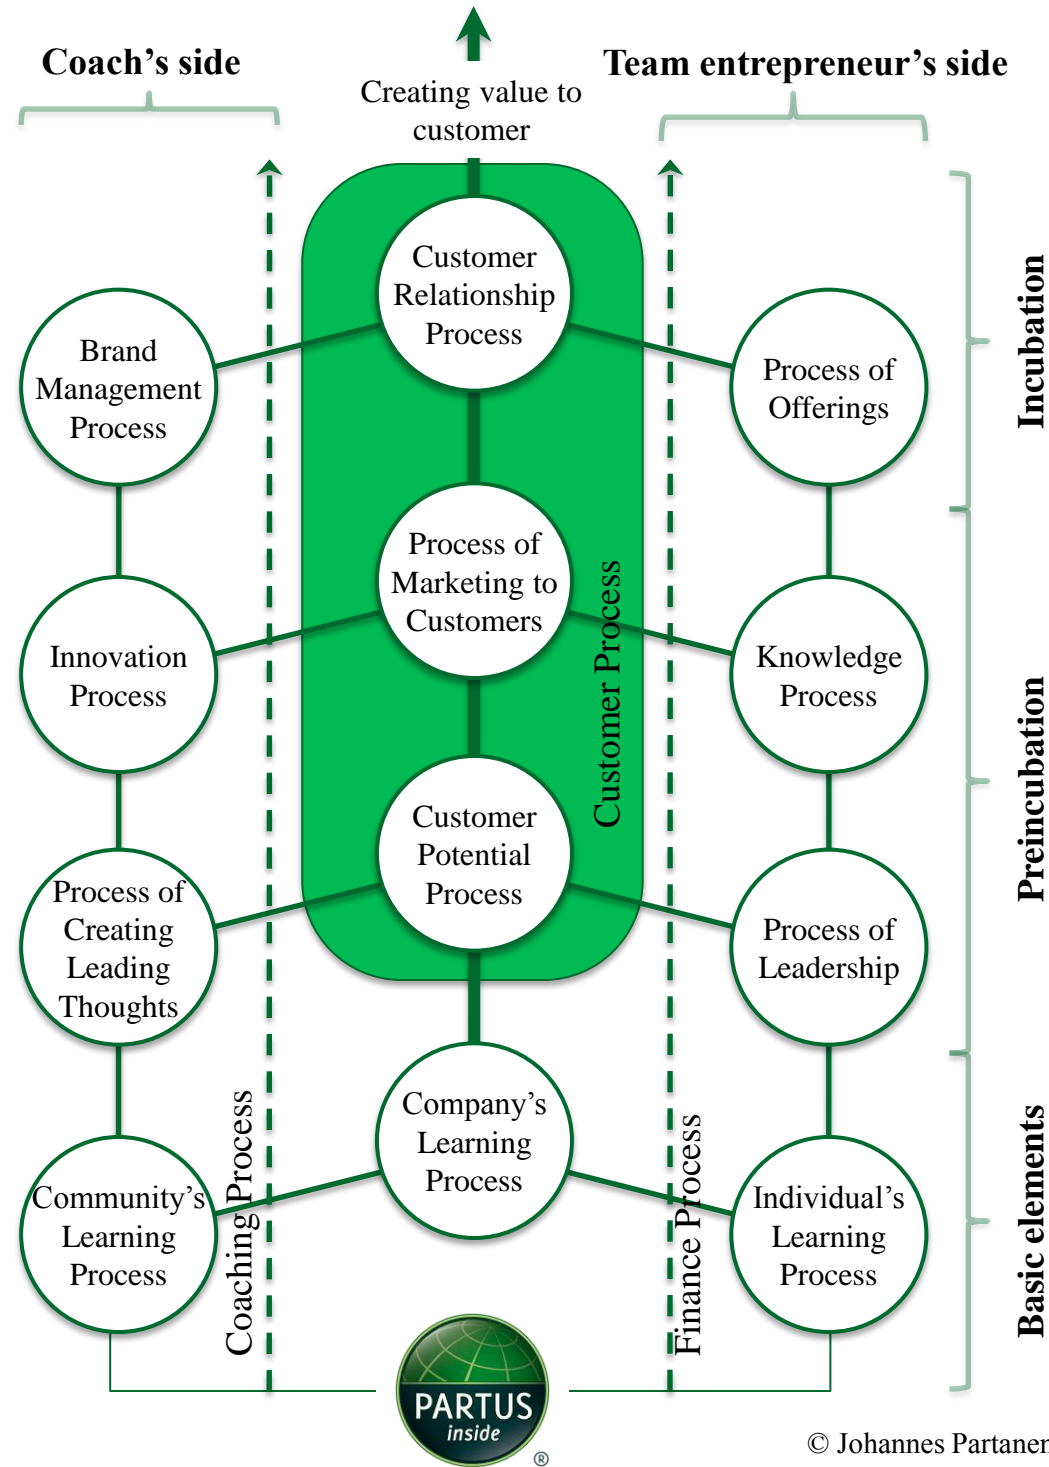 Coach's side
Creating value to
customer
Team entrepreneur's side
Customer
Relationship
Process
Brand
Management
Process
Process of
Offerings
Incubation
Process of
Marketing to
Customers
Customer Process
Innovation
Process
Knowledge
Process
Preincubation
Customer
Potential
Process
Process of
Creating
Leading
Thoughts
Process of
Leadership
Company's
Learning
Process
Community's
Learning
Process
Coaching Process
Finance Process
Individual's
Learning
Process
Basic elements
PARTUS
inside
®
© Johannes Partanen